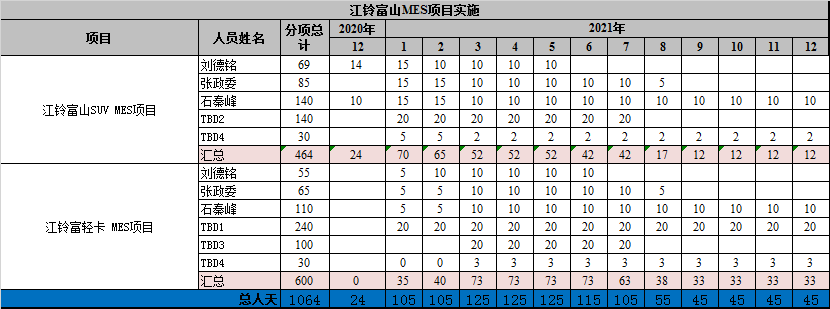 江铃富山MES项目实施
项目 人员姓名 分项总计 2020年 2021年
12 1 2 3 4 5 6 7 8 9 10 11 12
江铃富山SUV MES项目
刘德铭 69 14 15 10 10 10 10
张政委 85 15 15 10 10 10 10 10 5
石秦峰 140 10 15 15 10 10 10 10 10 10 10 10 10 10
TBD2 140 20 20 20 20 20 20 20
TBD4 30 5 5 2 2 2 2 2 2 2 2 2 2
汇总 464 24 70 65 52 52 52 42 42 17 12 12 12 12
江铃富轻卡 MES项目
刘德铭 55 5 10 10 10 10 10
张政委 65 5 5 10 10 10 10 10 5
石秦峰 110 5 5 10 10 10 10 10 10 10 10 10 10
TBD1 240 20 20 20 20 20 20 20 20 20 20 20 20
TBD3 100 20 20 20 20 20
TBD4 30 0 0 3 3 3 3 3 3 3 3 3 3
汇总 600 0 35 40 73 73 73 73 63 38 33 33 33 33
总人天 1064 24 105 105 125 125 125 115 105 55 45 45 45 45